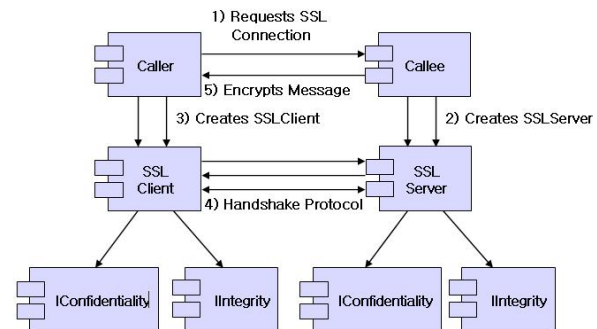 1) Requests SSL
Connection
Caller
Callee
5) Encrypts Message
3) Creates SSLClient
2) Creates SSLServer
SSL
Client
SSL
Server
4) Handshake Protocol
IConfidentiality
IIntegrity
IConfidentiality
IIntegrity